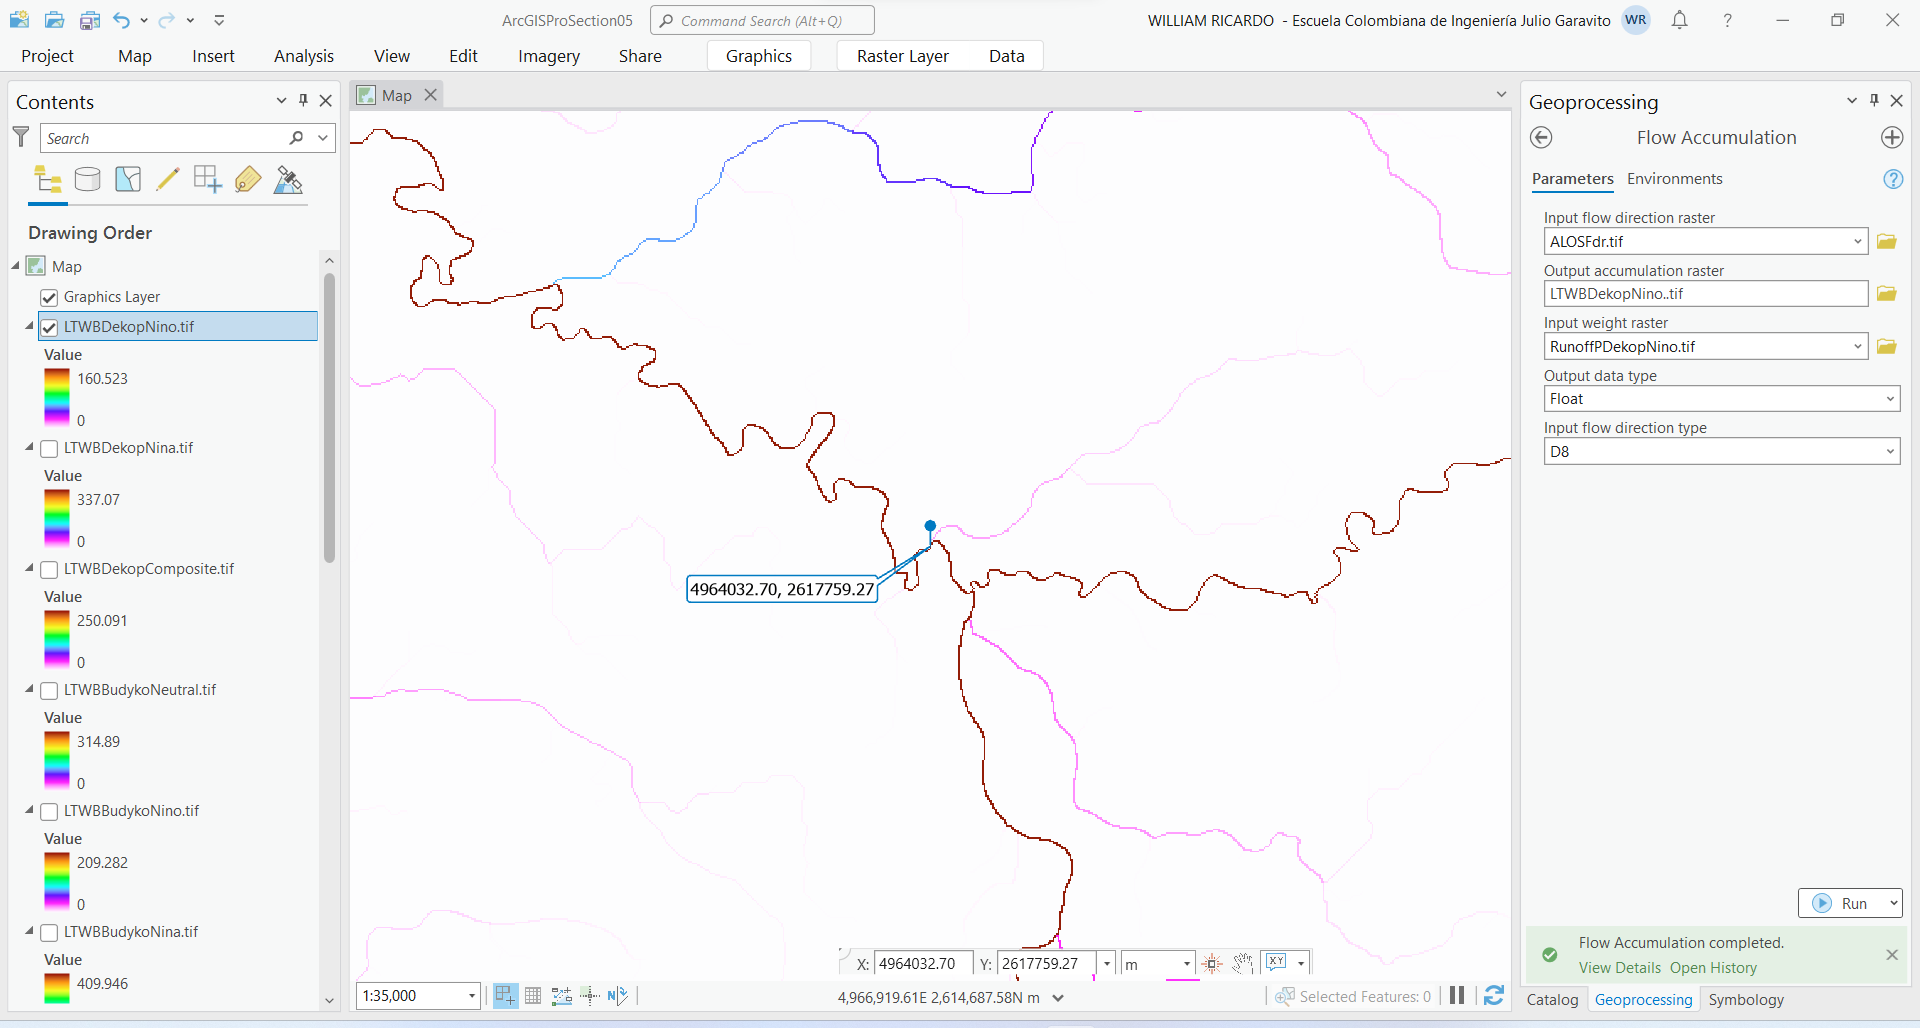 ArcGISProSection05
Command Search (Alt+Q)
WILLIAM RICARDO - Escuela Colombiana de Ingeniería Julio Garavito
WR
?
Project
Map
Insert
Analysis
View
Edit
Imagery
Share
Graphics
Raster Layer
Data
Contents
Search
Drawing Order
Map
Graphics Layer
LTWBDekopNino.tif
Value
160.523
0
LTWBDekopNina.tif
Value
337.07
0
LTWBDekopComposite.tif
Value
250.091
0
LTWBBudykoNeutral.tif
Value
314.89
0
LTWBBudykoNino.tif
Value
209.282
0
LTWBBudykoNina.tif
Value
409.946
Map
4964032.70, 2617759.27
X: 4964032.70 Y: 2617759.27 m XY
1:35,000
N
4,966,919.61E 2,614,687.58N m
Selected Features: 0
Geoprocessing
Flow Accumulation
Parameters Environments
?
Input flow direction raster
ALOSFdr.tif
Output accumulation raster
LTWBDekopNino..tif
Input weight raster
RunoffPDekopNino.tif
Output data type
Float
Input flow direction type
D8
Run
Flow Accumulation completed.
View Details Open History
Catalog Geoprocessing Symbology